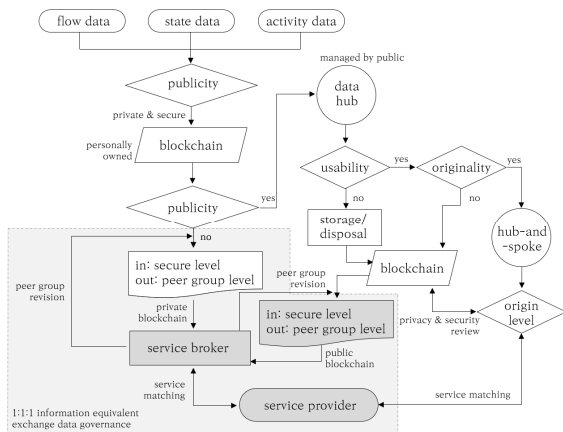 flow data
state data
activity data
publicity
managed by public
data
hub
private & secure
personally
owned
blockchain
publicity
yes
usability
yes
originality
yes
no
no
no
storage/
disposal
hub-and
-spoke
in: secure level
out: peer group level
peer group
revision
blockchain
peer group
revision
private
blockchain
in: secure level
out: peer group level
privacy & security
review
origin
level
service broker
public
blockchain
service
matching
service matching
service provider
1:1:1 information equivalent
exchange data governance